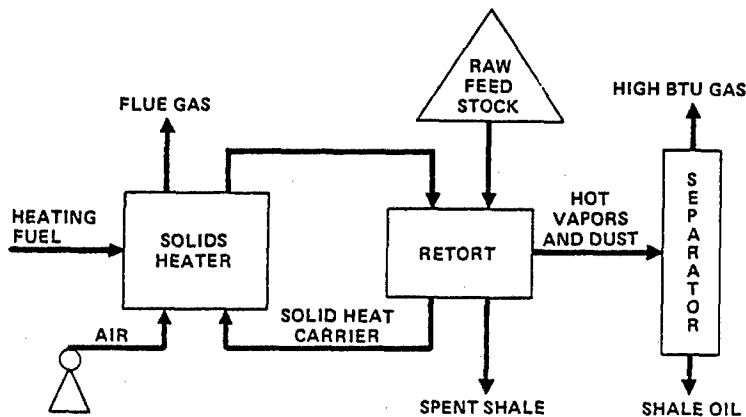 RAW
FEED
STOCK
FLUE GAS
HIGH BTU GAS
HEATING
FUEL
SOLIDS
HEATER
RETORT
HOT
VAPORS
AND DUST
SEPARATOR
AIR
SOLID HEAT
CARRIER
SPENT SHALE
SHALE OIL